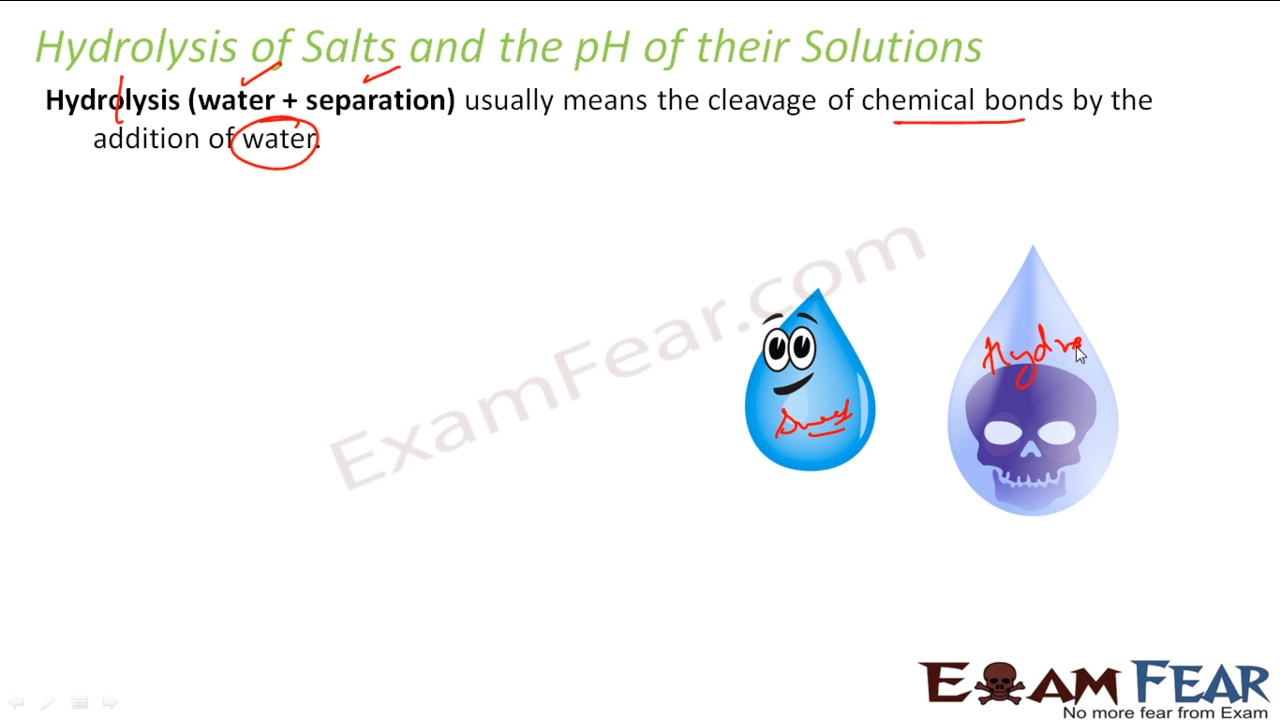 Hydrolysis of Salts and the pH of their Solutions
Hydrolysis (water + separation) usually means the cleavage of chemical bonds by the
addition of water.
ExamFear.com
Hydro
EXAM FEAR
No more fear from Exam